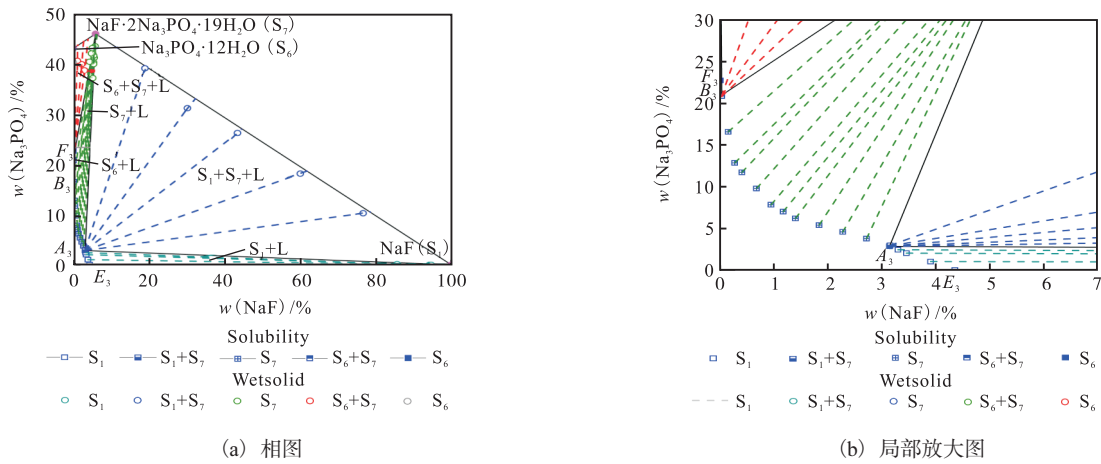 50
40
30
20
10
0
w(Na₃PO₄)/%
NaF·2Na₃PO₄·19H₂O (S₇)
Na₃PO₄·12H₂O (S₆)
S₆+S₇+L
S₇+L
F₃
S₆+L
B₃
S₁+S₇+L
A₃
S₁+L
NaF(S₁)
E₃
0 20 40 60 80 100
w(NaF)/%
Solubility
S₁ S₁+S₇ S₇ S₆+S₇ S₆
Wetsolid
S₁ S₁+S₇ S₇ S₆+S₇ S₆
(a) 相图
30
25
20
15
10
5
0
w(Na₃PO₄)/%
F₃
B₃
A₃
E₃
0 1 2 3 4 5 6 7
w(NaF)/%
Solubility
S₁ S₁+S₇ S₇ S₆+S₇ S₆
Wetsolid
S₁ S₁+S₇ S₇ S₆+S₇ S₆
(b) 局部放大图